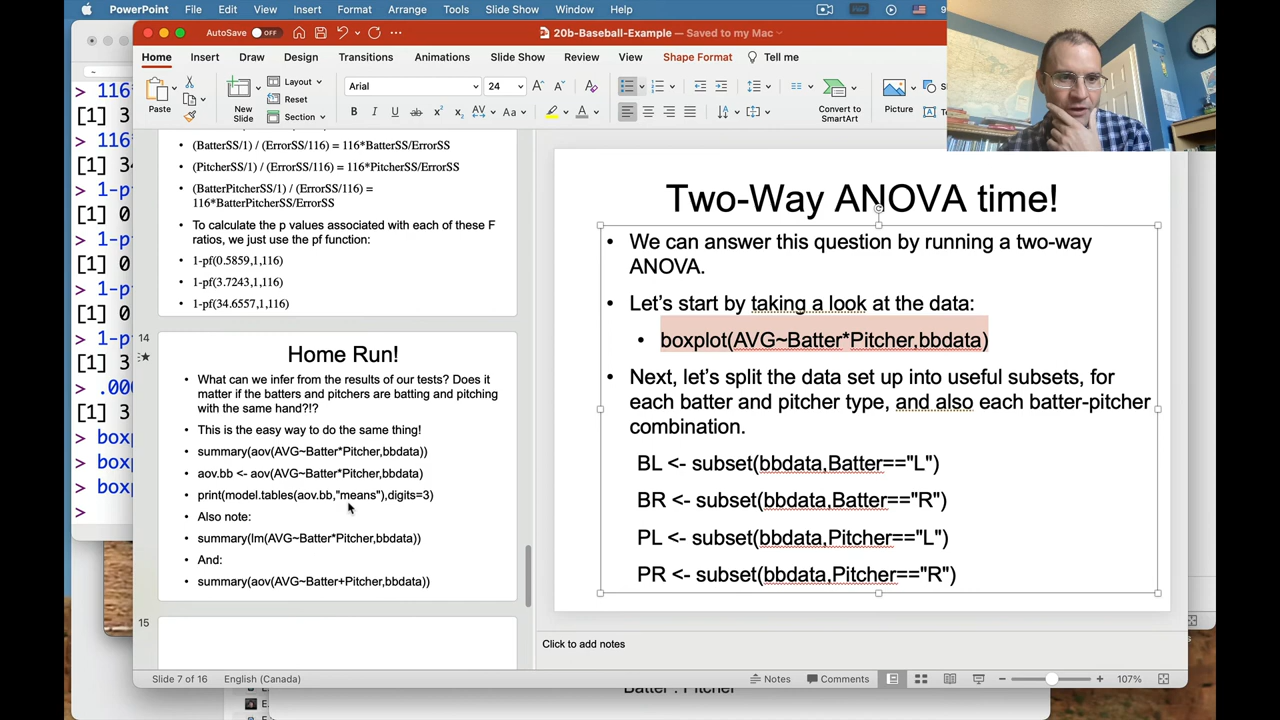 PowerPoint File Edit View Insert Format Arrange Tools Slide Show Window Help
AutoSave OFF 20b-Baseball-Example — Saved to my Mac
Home Insert Draw Design Transitions Animations Slide Show Review View Shape Format Tell me
Paste New Slide Layout Reset Section Arial 24 Convert to SmartArt Picture
> 116*
[1] 3
> 116*
[1] 34
> 1-pf
[1] 0
> 1-pf
[1] 0
> 1-pf
[1] 0
> 1-pf
[1] 3
> .000
[1] 3
> boxp
> boxp
> boxp
>
• (BatterSS/1) / (ErrorSS/116) = 116*BatterSS/ErrorSS
• (PitcherSS/1) / (ErrorSS/116) = 116*PitcherSS/ErrorSS
• (BatterPitcherSS/1) / (ErrorSS/116) =
116*BatterPitcherSS/ErrorSS
• To calculate the p values associated with each of these F
ratios, we just use the pf function:
• 1-pf(0.5859,1,116)
• 1-pf(3.7243,1,116)
• 1-pf(34.6557,1,116)
14
Home Run!
• What can we infer from the results of our tests? Does it
matter if the batters and pitchers are batting and pitching
with the same hand?!?
• This is the easy way to do the same thing!
• summary(aov(AVG~Batter*Pitcher,bbdata))
• aov.bb <- aov(AVG~Batter*Pitcher,bbdata)
• print(model.tables(aov.bb,"means"),digits=3)
• Also note:
• summary(lm(AVG~Batter*Pitcher,bbdata))
• And:
• summary(aov(AVG~Batter+Pitcher,bbdata))
15
Two-Way ANOVA time!
• We can answer this question by running a two-way
ANOVA.
• Let's start by taking a look at the data:
• boxplot(AVG~Batter*Pitcher,bbdata)
• Next, let's split the data set up into useful subsets, for
each batter and pitcher type, and also each batter-pitcher
combination.
BL <- subset(bbdata,Batter=="L")
BR <- subset(bbdata,Batter=="R")
PL <- subset(bbdata,Pitcher=="L")
PR <- subset(bbdata,Pitcher=="R")
Click to add notes
Slide 7 of 16 English (Canada) Notes Comments 107%
Batter : Pitcher